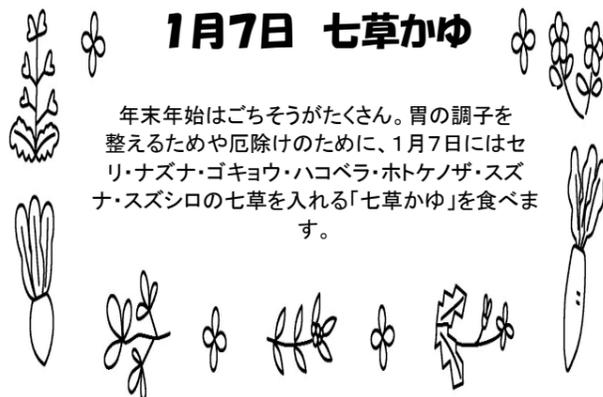 1月7日 七草かゆ
年末年始はごちそうがたくさん。胃の調子を
整えるためや厄除けのために、1月7日にはセ
リ・ナズナ・ゴギョウ・ハコベラ・ホトケノザ・スズ
ナ・スズシロの七草を入れる「七草かゆ」を食べま
す。